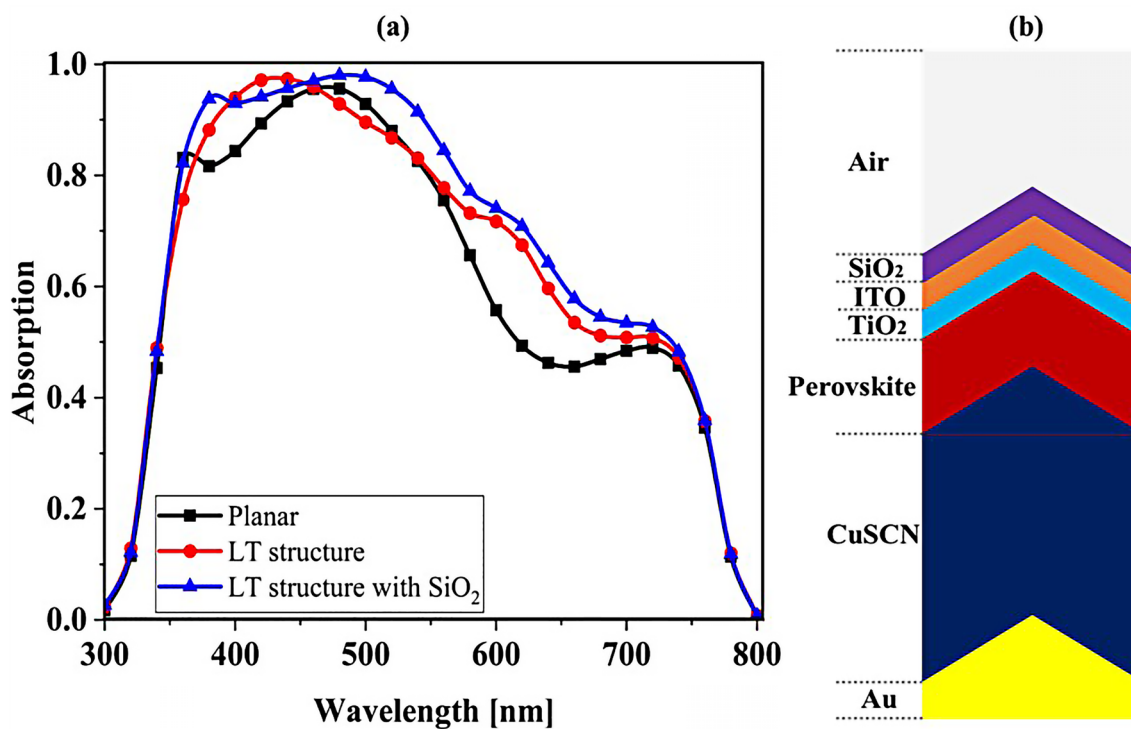 (a)
1.0
0.8
0.6
0.4
0.2
0.0
Absorption
300
400
500
600
700
800
Wavelength [nm]
Planar
LT structure
LT structure with SiO₂
(b)
Air
SiO₂
ITO
TiO₂
Perovskite
CuSCN
Au